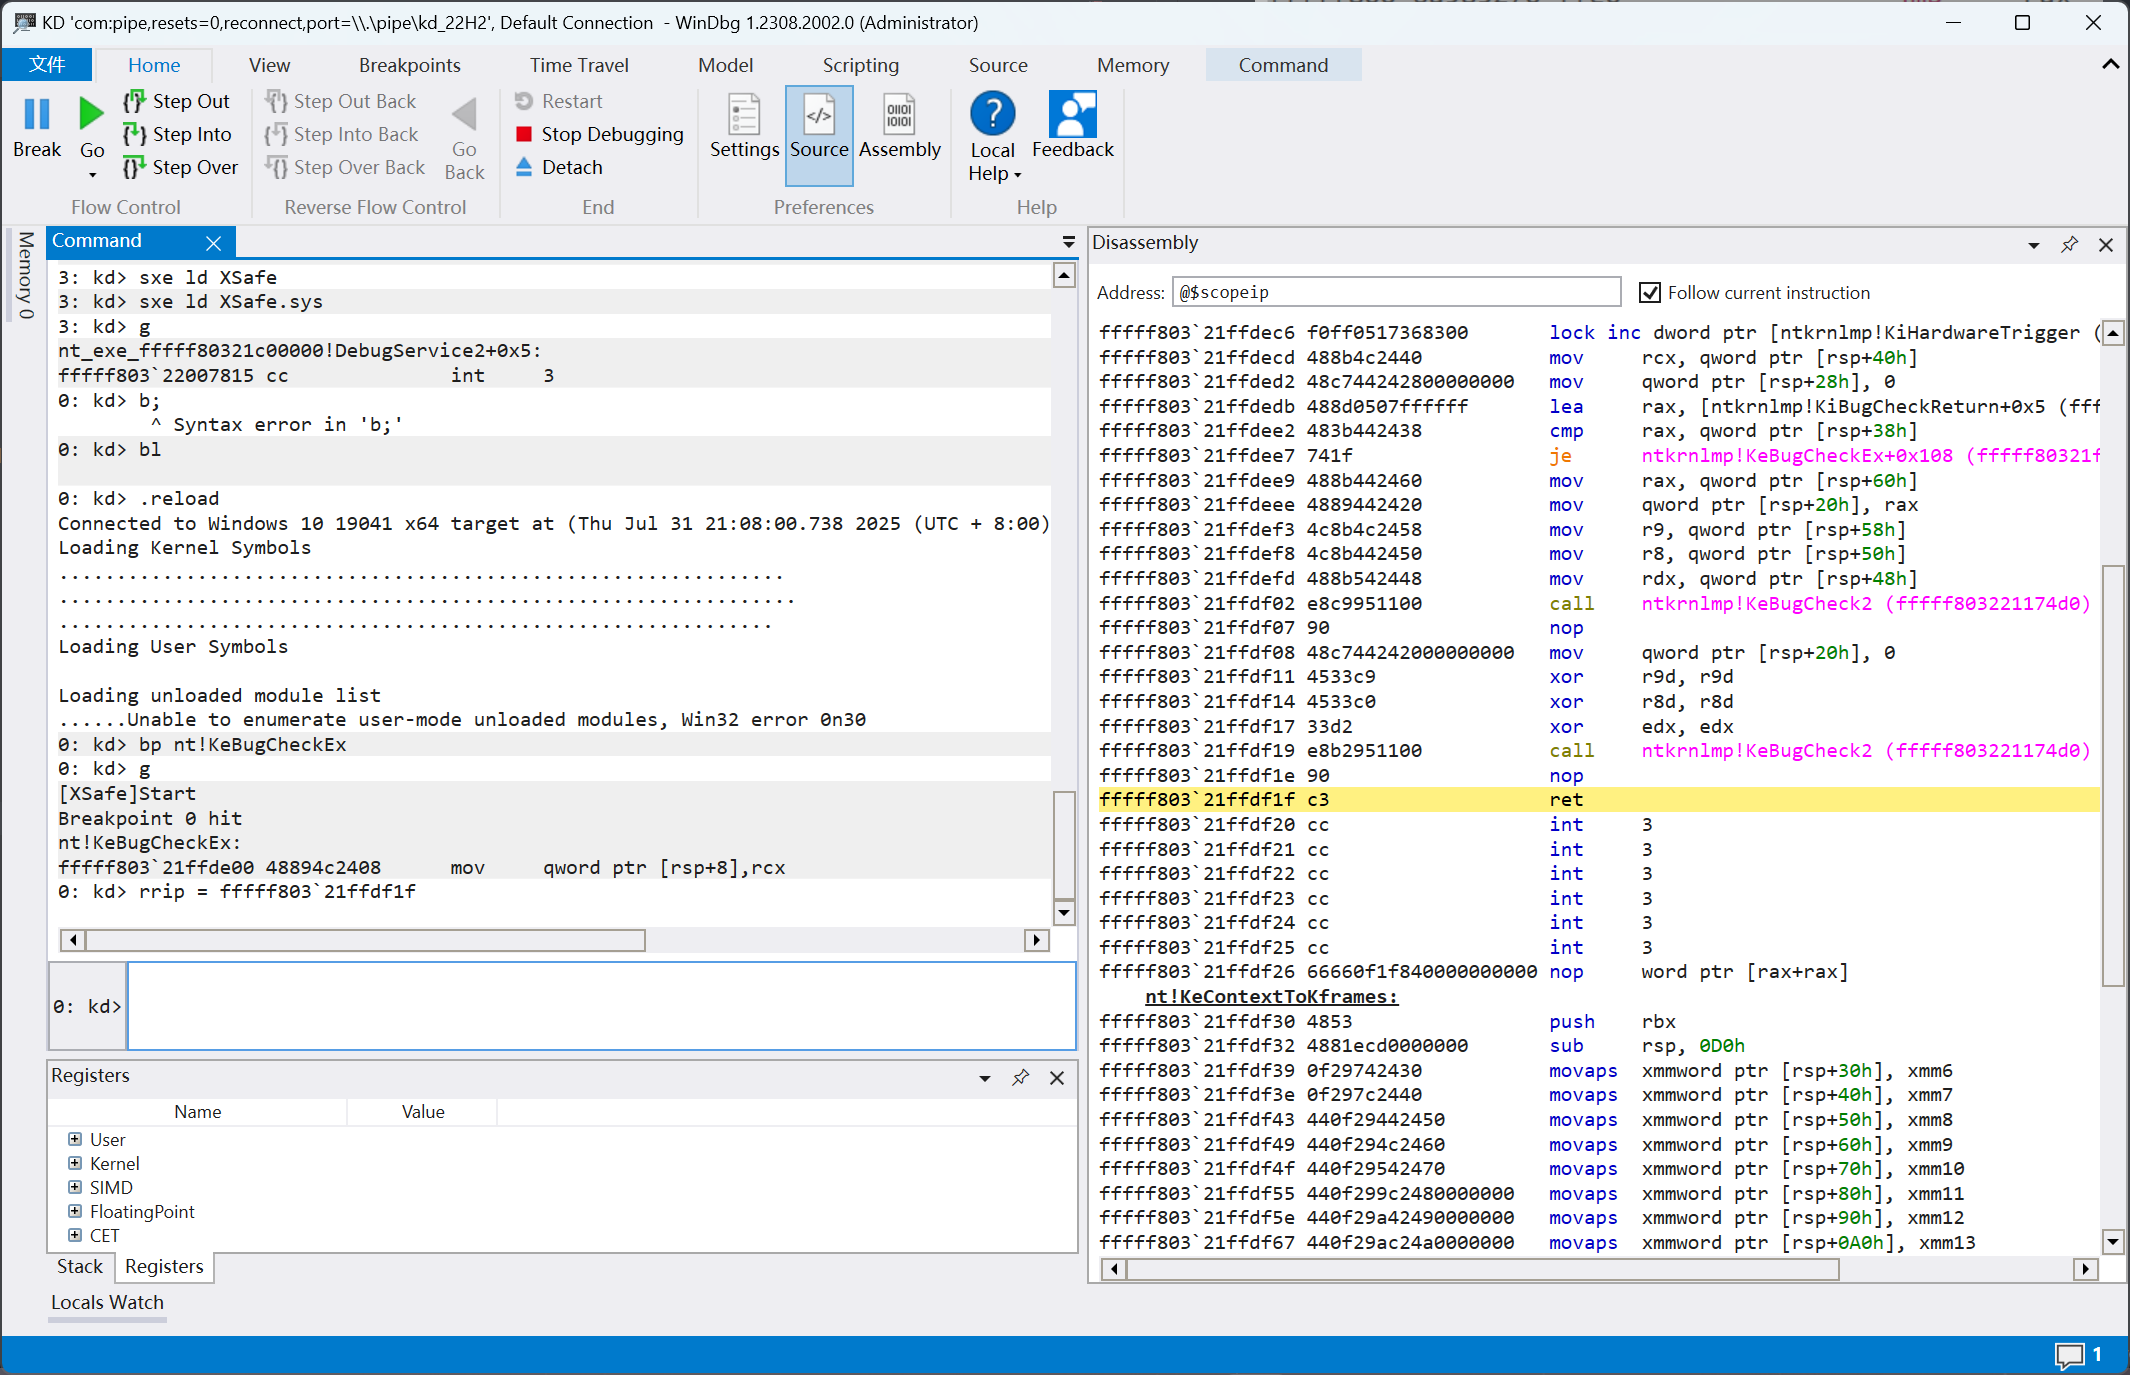 KD 'com:pipe,resets=0,reconnect,port=\\.\pipe\kd_22H2', Default Connection  - WinDbg 1.2308.2002.0 (Administrator)
文件 Home View Breakpoints Time Travel Model Scripting Source Memory Command
Break
Go
Step Out
Step Into
Step Over
Flow Control
Step Out Back
Step Into Back
Step Over Back
Go Back
Reverse Flow Control
Restart
Stop Debugging
Detach
End
Settings
Source
Assembly
Preferences
Local Help
Feedback
Help
Memory 0
Command
3: kd> sxe ld XSafe
3: kd> sxe ld XSafe.sys
3: kd> g
nt_exe_fffff80321c00000!DebugService2+0x5:
fffff803`22007815 cc              int     3
0: kd> b;
        ^ Syntax error in 'b;'
0: kd> bl
0: kd> .reload
Connected to Windows 10 19041 x64 target at (Thu Jul 31 21:08:00.738 2025 (UTC + 8:00)
Loading Kernel Symbols
...............................................................
................................................................
..............................................................
Loading User Symbols
Loading unloaded module list
......Unable to enumerate user-mode unloaded modules, Win32 error 0n30
0: kd> bp nt!KeBugCheckEx
0: kd> g
[XSafe]Start
Breakpoint 0 hit
nt!KeBugCheckEx:
fffff803`21ffde00 48894c2408      mov     qword ptr [rsp+8],rcx
0: kd> rrip = fffff803`21ffdf1f
0: kd>
Registers
Name Value
User
Kernel
SIMD
FloatingPoint
CET
Stack Registers
Locals Watch
Disassembly
Address: @$scopeip Follow current instruction
fffff803`21ffdec6 f0ff0517368300 lock inc dword ptr [ntkrnlmp!KiHardwareTrigger (
fffff803`21ffdecd 488b4c2440 mov rcx, qword ptr [rsp+40h]
fffff803`21ffded2 48c744242800000000 mov qword ptr [rsp+28h], 0
fffff803`21ffdedb 488d0507ffffff lea rax, [ntkrnlmp!KiBugCheckReturn+0x5 (fff
fffff803`21ffdee2 483b442438 cmp rax, qword ptr [rsp+38h]
fffff803`21ffdee7 741f je ntkrnlmp!KeBugCheckEx+0x108 (fffff80321f
fffff803`21ffdee9 488b442460 mov rax, qword ptr [rsp+60h]
fffff803`21ffdeee 4889442420 mov qword ptr [rsp+20h], rax
fffff803`21ffdef3 4c8b4c2458 mov r9, qword ptr [rsp+58h]
fffff803`21ffdef8 4c8b442450 mov r8, qword ptr [rsp+50h]
fffff803`21ffdefd 488b542448 mov rdx, qword ptr [rsp+48h]
fffff803`21ffdf02 e8c9951100 call ntkrnlmp!KeBugCheck2 (fffff803221174d0)
fffff803`21ffdf07 90 nop
fffff803`21ffdf08 48c744242000000000 mov qword ptr [rsp+20h], 0
fffff803`21ffdf11 4533c9 xor r9d, r9d
fffff803`21ffdf14 4533c0 xor r8d, r8d
fffff803`21ffdf17 33d2 xor edx, edx
fffff803`21ffdf19 e8b2951100 call ntkrnlmp!KeBugCheck2 (fffff803221174d0)
fffff803`21ffdf1e 90 nop
fffff803`21ffdf1f c3 ret
fffff803`21ffdf20 cc int 3
fffff803`21ffdf21 cc int 3
fffff803`21ffdf22 cc int 3
fffff803`21ffdf23 cc int 3
fffff803`21ffdf24 cc int 3
fffff803`21ffdf25 cc int 3
fffff803`21ffdf26 66660f1f840000000000 nop word ptr [rax+rax]
nt!KeContextToKframes:
fffff803`21ffdf30 4853 push rbx
fffff803`21ffdf32 4881ecd0000000 sub rsp, 0D0h
fffff803`21ffdf39 0f29742430 movaps xmmword ptr [rsp+30h], xmm6
fffff803`21ffdf3e 0f297c2440 movaps xmmword ptr [rsp+40h], xmm7
fffff803`21ffdf43 440f29442450 movaps xmmword ptr [rsp+50h], xmm8
fffff803`21ffdf49 440f294c2460 movaps xmmword ptr [rsp+60h], xmm9
fffff803`21ffdf4f 440f29542470 movaps xmmword ptr [rsp+70h], xmm10
fffff803`21ffdf55 440f299c2480000000 movaps xmmword ptr [rsp+80h], xmm11
fffff803`21ffdf5e 440f29a42490000000 movaps xmmword ptr [rsp+90h], xmm12
fffff803`21ffdf67 440f29ac24a0000000 movaps xmmword ptr [rsp+0A0h], xmm13
1